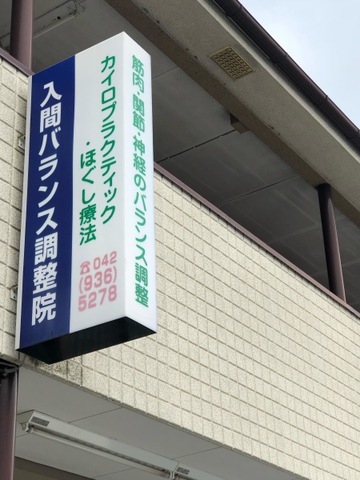 筋肉・関節・神経のバランス調整
カイロプラクティック
・ほぐし療法
☎042
(936)
5278
入間バランス調整院